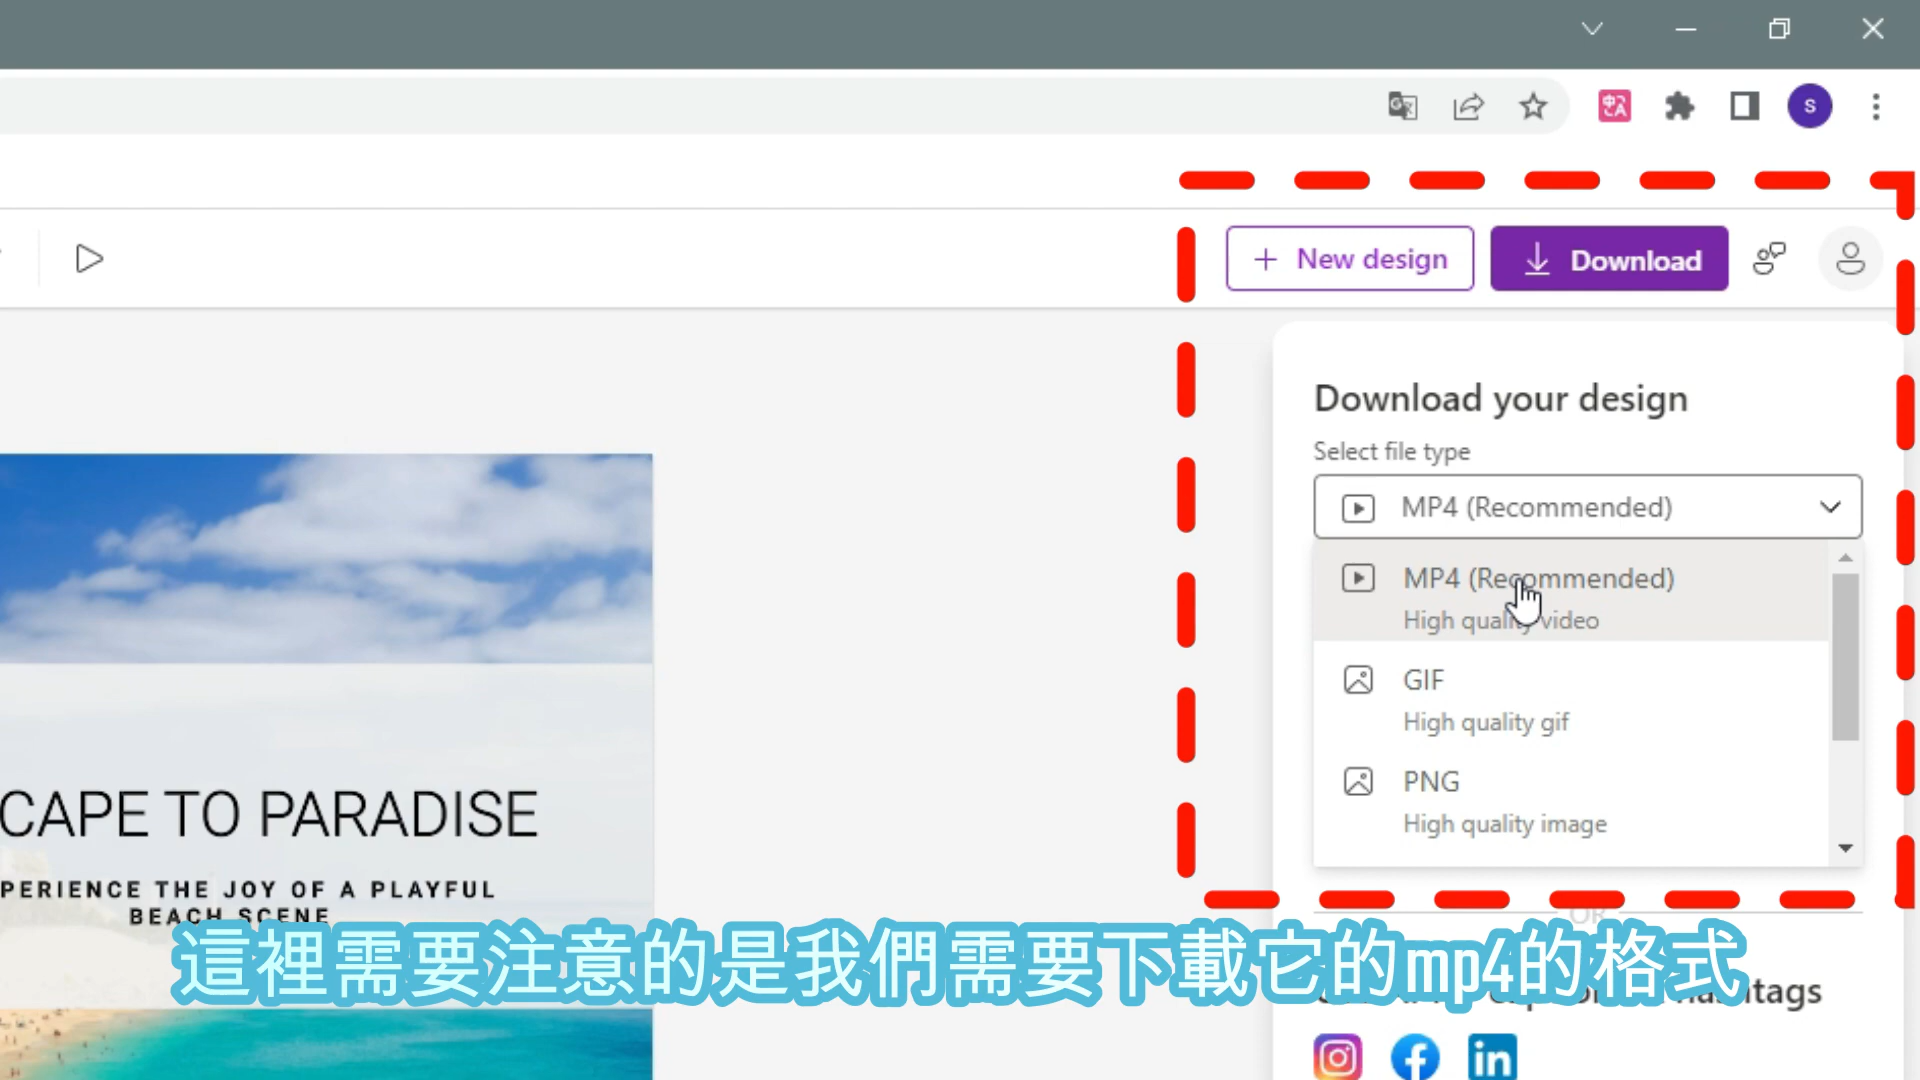 S
New design
Download
Download your design
Select file type
MP4 (Recommended)
MP4 (Recommended)
High quality video
GIF
High quality gif
PNG
High quality image
OR
CAPE TO PARADISE
PERIENCE THE JOY OF A PLAYFUL
BEACH SCENE
這裡需要注意的是我們需要下載它的mp4的格式
in